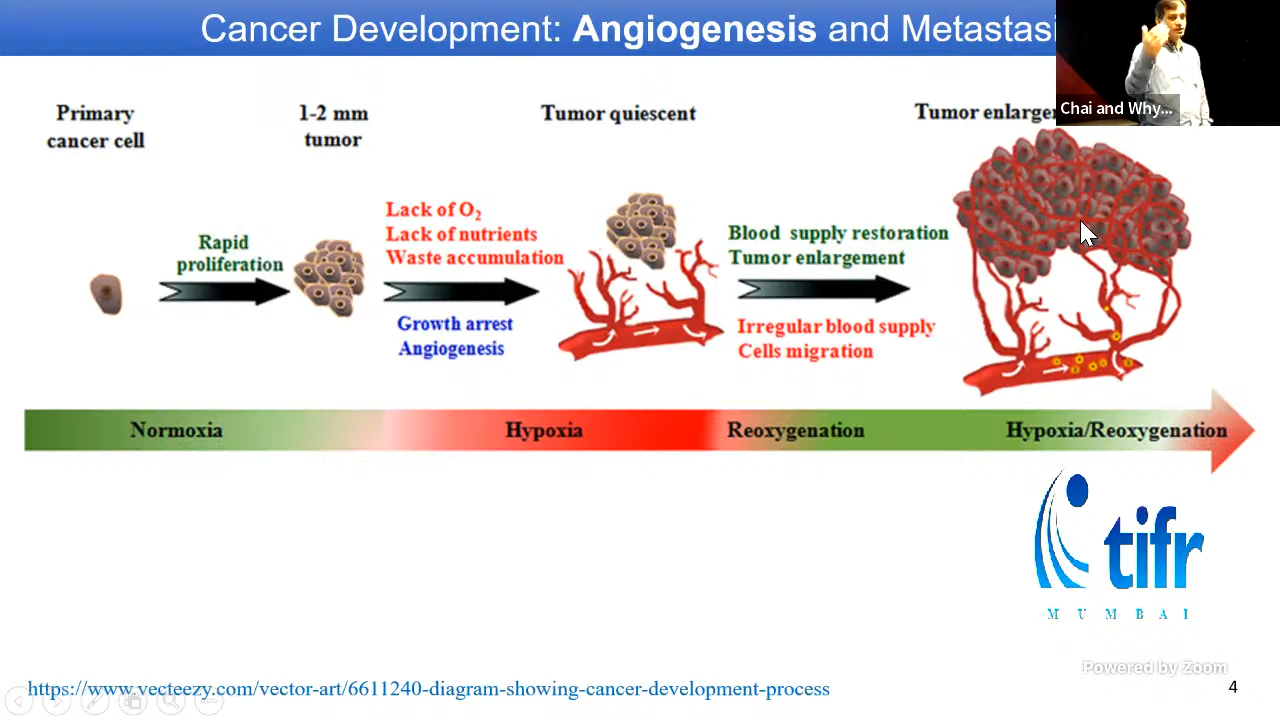 Cancer Development: Angiogenesis and Metastasi
Chai and Why...
Primary
cancer cell
1-2 mm
tumor
Tumor quiescent
Tumor enlargem
Rapid
proliferation
Lack of O₂
Lack of nutrients
Waste accumulation
Growth arrest
Angiogenesis
Blood supply restoration
Tumor enlargement
Irregular blood supply
Cells migration
Normoxia
Hypoxia
Reoxygenation
Hypoxia/Reoxygenation
tifr
MUMBAI
Powered by Zoom
https://www.vecteezy.com/vector-art/6611240-diagram-showing-cancer-development-process
4